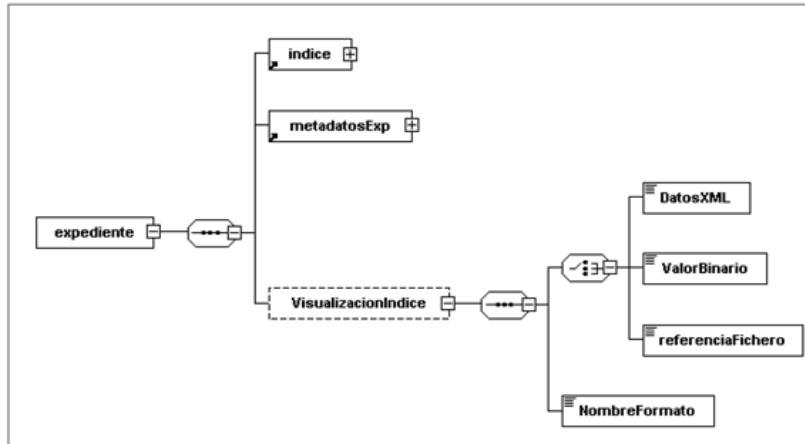 indice
metadatosExp
expediente
VisualizacionIndice
DatosXML
ValorBinario
referenciaFichero
NombreFormato